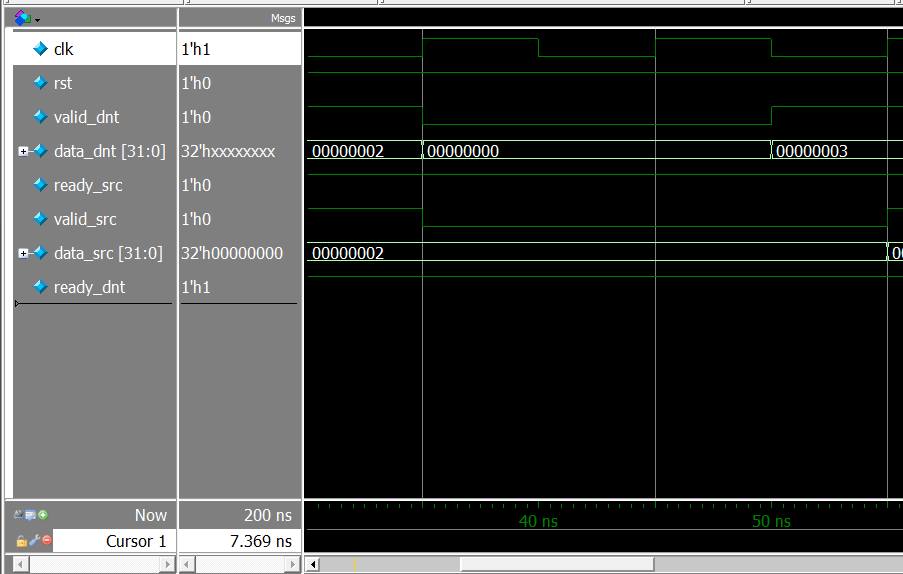 Msgs
clk 1'h1
rst 1'h0
valid_dnt 1'h0
data_dnt [31:0] 32'hxxxxxxxx 00000002 00000000 00000003
ready_src 1'h0
valid_src 1'h0
data_src [31:0] 32'h00000000 00000002 00
ready_dnt 1'h1
Now 200 ns 40 ns 50 ns
Cursor 1 7.369 ns